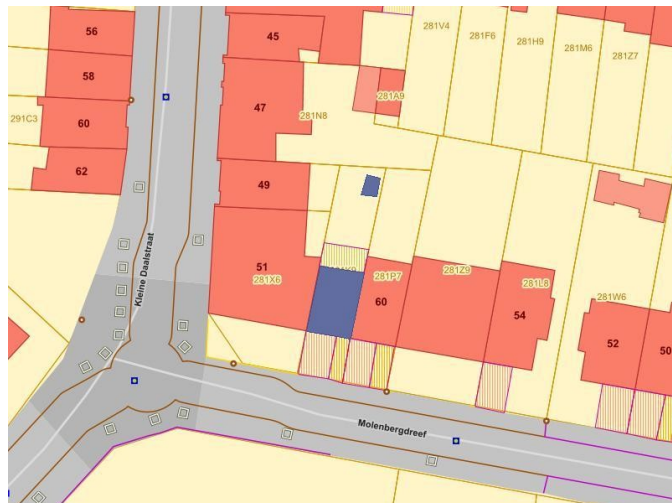 56
45
281V4
281F6
281H9
281M6
281Z7
58
281A9
291C3
60
47
281N8
62
49
51
281X6
281P7
60
281Z9
281L8
54
281W6
52
50
Kleine Daalstraat
Molenbergdreef